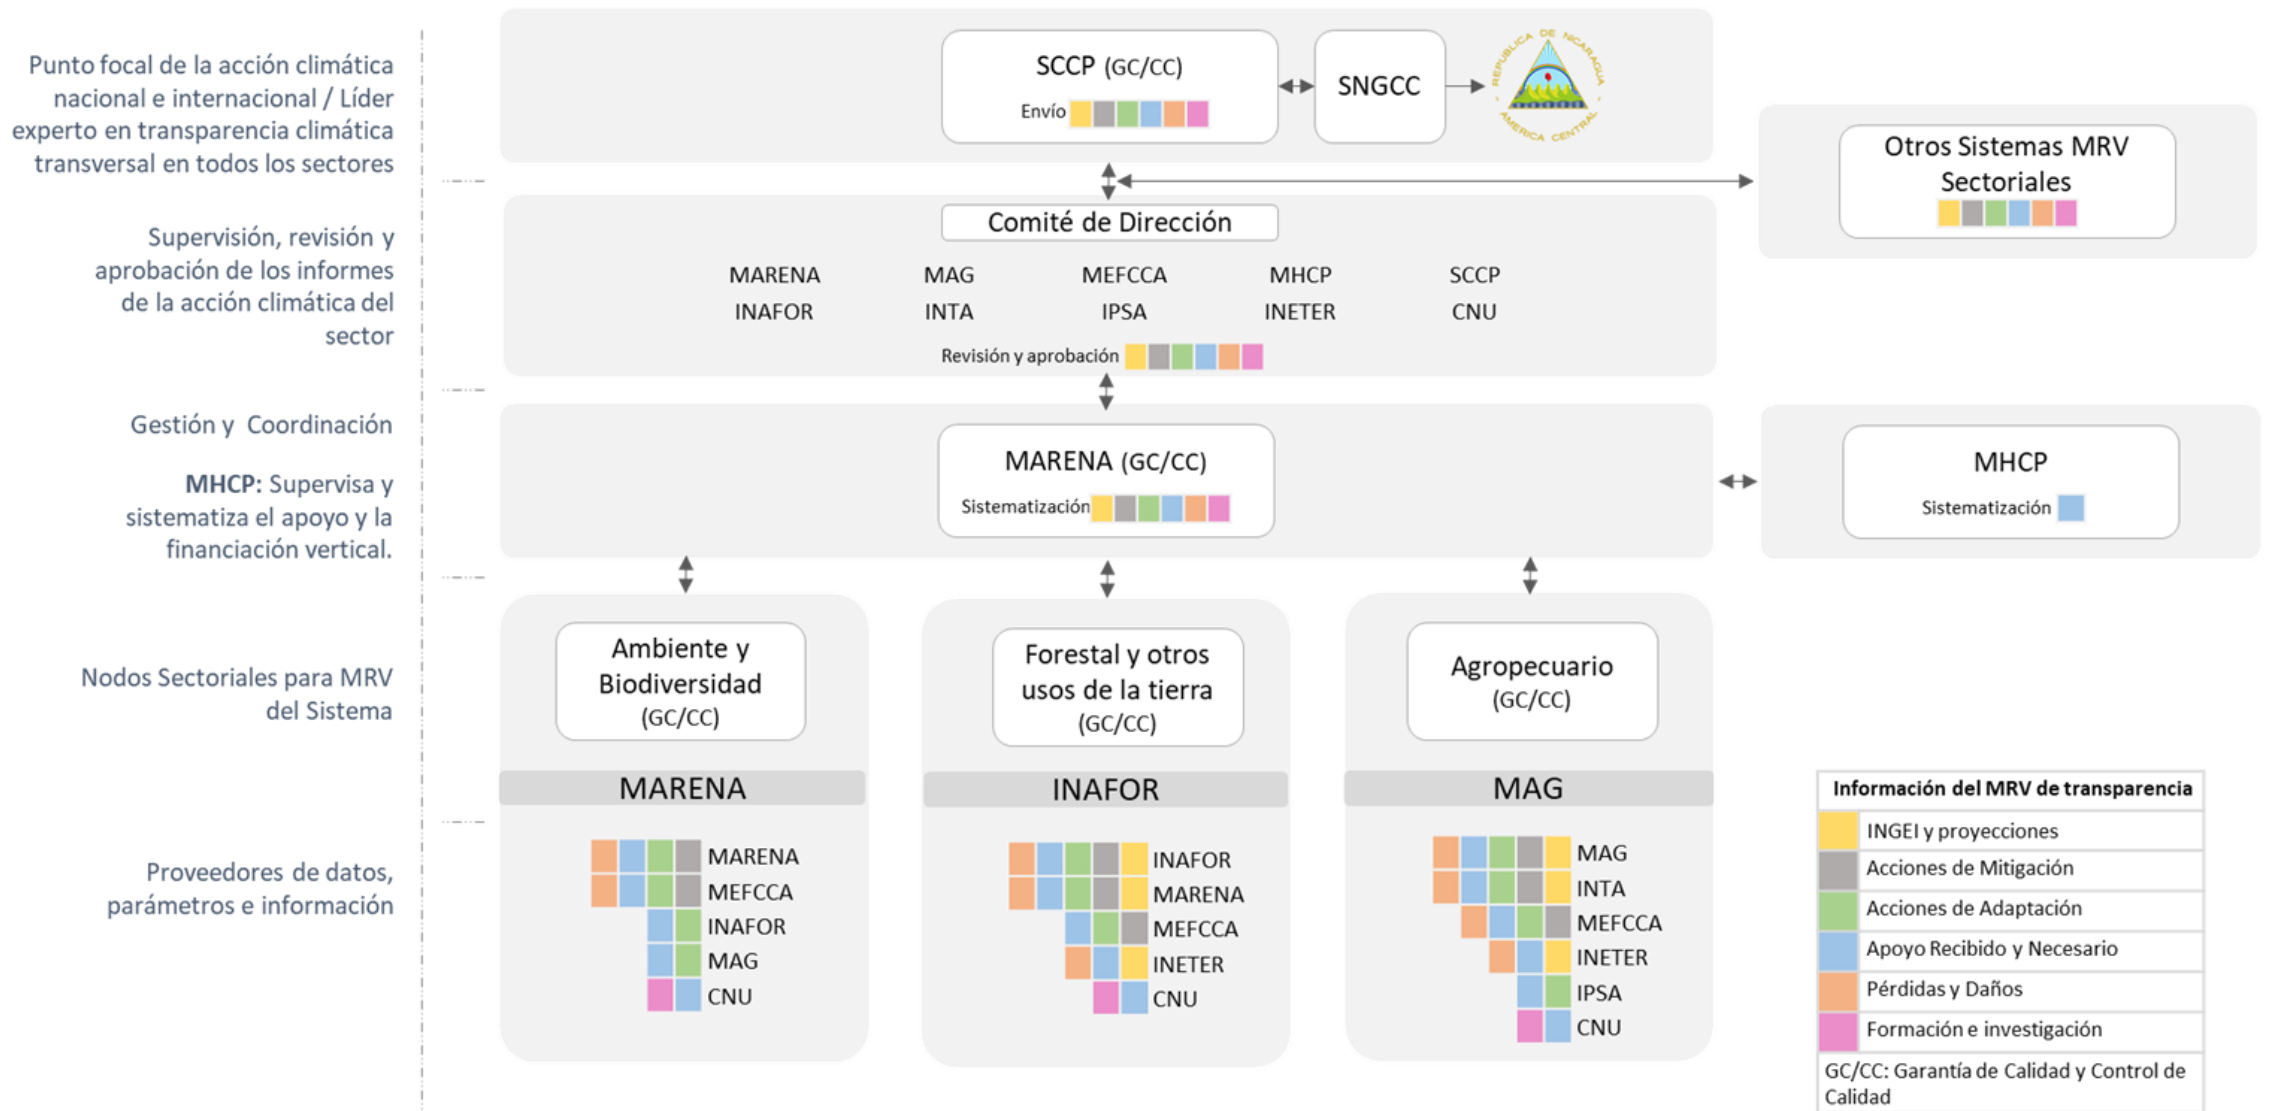 Punto focal de la acción climática
nacional e internacional / Líder
experto en transparencia climática
transversal en todos los sectores
SCCP (GC/CC)
Envío
SNGCC
REPUBLICA DE NICARAGUA
AMERICA CENTRAL
Otros Sistemas MRV
Sectoriales
Supervisión, revisión y
aprobación de los informes
de la acción climática del
sector
Comité de Dirección
MARENA MAG MEFCCA MHCP SCCP
INAFOR INTA IPSA INETER CNU
Revisión y aprobación
Gestión y Coordinación
MHCP: Supervisa y
sistematiza el apoyo y la
financiación vertical.
MARENA (GC/CC)
Sistematización
MHCP
Sistematización
Nodos Sectoriales para MRV
del Sistema
Ambiente y
Biodiversidad
(GC/CC)
MARENA
Forestal y otros
usos de la tierra
(GC/CC)
INAFOR
Agropecuario
(GC/CC)
MAG
Proveedores de datos,
parámetros e información
MARENA
MEFCCA
INAFOR
MAG
CNU
INAFOR
MARENA
MEFCCA
INETER
CNU
MAG
INTA
MEFCCA
INETER
IPSA
CNU
Información del MRV de transparencia
INGEI y proyecciones
Acciones de Mitigación
Acciones de Adaptación
Apoyo Recibido y Necesario
Pérdidas y Daños
Formación e investigación
GC/CC: Garantía de Calidad y Control de
Calidad